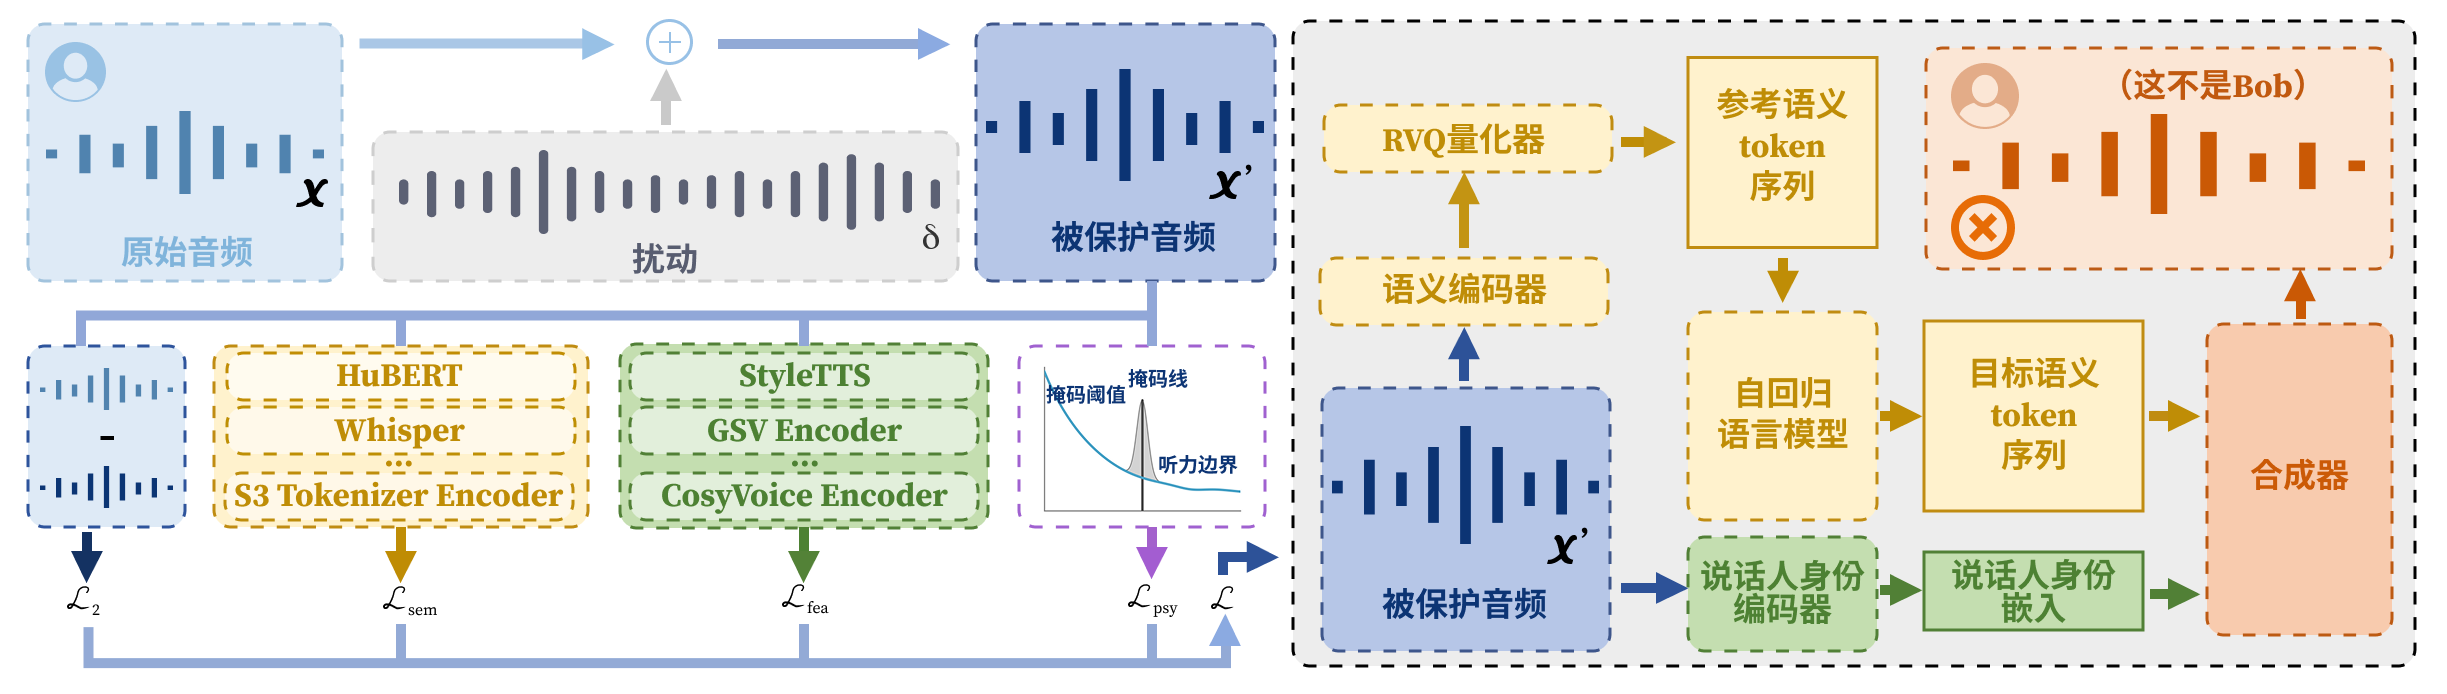 x
原始音频
扰动
δ
x’
被保护音频
HuBERT
Whisper
...
S3 Tokenizer Encoder
StyleTTS
GSV Encoder
...
CosyVoice Encoder
掩码线
掩码阈值
听力边界
ℒ2
ℒsem
ℒfea
ℒpsy
ℒ
RVQ量化器
语义编码器
x’
被保护音频
参考语义
token
序列
自回归
语言模型
说话人身份
编码器
目标语义
token
序列
说话人身份
嵌入
(这不是Bob)
合成器